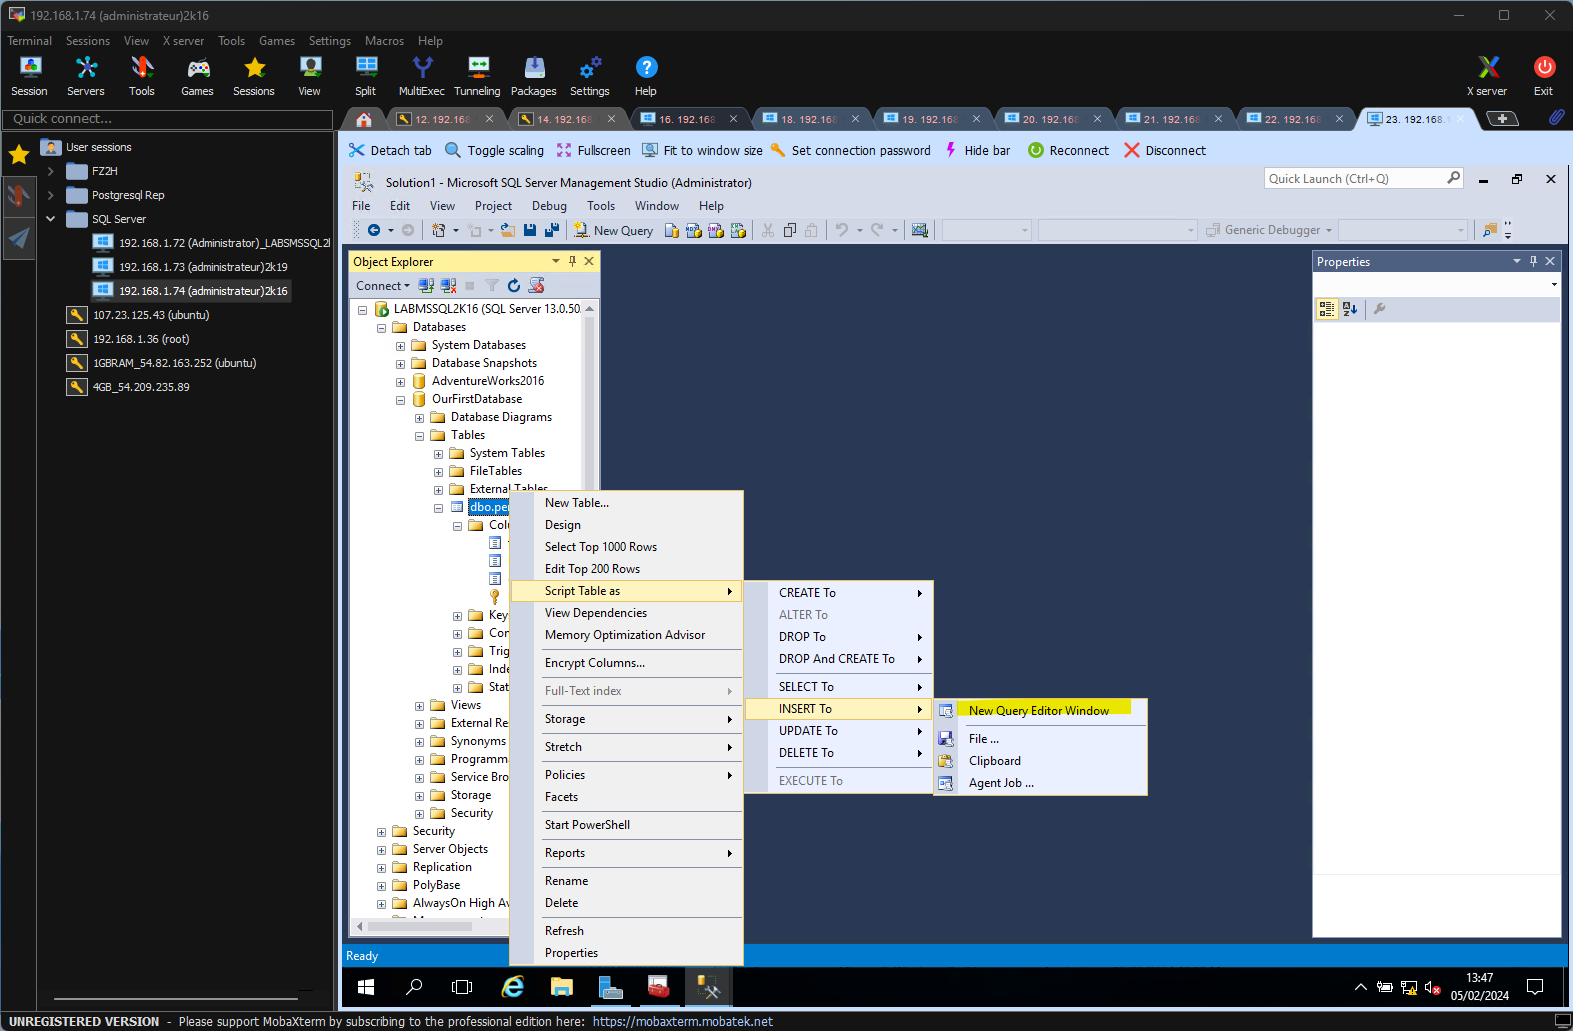 192.168.1.74 (administrateur)2k16
Terminal Sessions View X server Tools Games Settings Macros Help
Session Servers Tools Games Sessions View Split MultiExec Tunneling Packages Settings Help X server Exit
Quick connect...
12. 192.168 14. 192.168 16. 192.168 18. 192.168 19. 192.168 20. 192.168 21. 192.168 22. 192.168 23. 192.168.1
Detach tab Toggle scaling Fullscreen Fit to window size Set connection password Hide bar Reconnect Disconnect
User sessions
FZ2H
Postgresql Rep
SQL Server
192.168.1.72 (Administrator)_LABSMSSQL2
192.168.1.73 (administrateur)2k19
192.168.1.74 (administrateur)2k16
107.23.125.43 (ubuntu)
192.168.1.36 (root)
1GBRAM_54.82.163.252 (ubuntu)
4GB_54.209.235.89
Solution1 - Microsoft SQL Server Management Studio (Administrator)
Quick Launch (Ctrl+Q)
File Edit View Project Debug Tools Window Help
New Query Generic Debugger
Object Explorer
Connect
LABMSSQL2K16 (SQL Server 13.0.50
Databases
System Databases
Database Snapshots
AdventureWorks2016
OurFirstDatabase
Database Diagrams
Tables
System Tables
FileTables
External Tables
dbo.per
Colu
Key
Con
Trig
Inde
Stat
Views
External Re
Synonyms
Programm
Service Bro
Storage
Security
Security
Server Objects
Replication
PolyBase
AlwaysOn High Av
New Table...
Design
Select Top 1000 Rows
Edit Top 200 Rows
Script Table as
View Dependencies
Memory Optimization Advisor
Encrypt Columns...
Full-Text index
Storage
Stretch
Policies
Facets
Start PowerShell
Reports
Rename
Delete
Refresh
Properties
CREATE To
ALTER To
DROP To
DROP And CREATE To
SELECT To
INSERT To
UPDATE To
DELETE To
EXECUTE To
New Query Editor Window
File ...
Clipboard
Agent Job ...
Properties
Ready
13:47
05/02/2024
UNREGISTERED VERSION - Please support MobaXterm by subscribing to the professional edition here: https://mobaxterm.mobatek.net